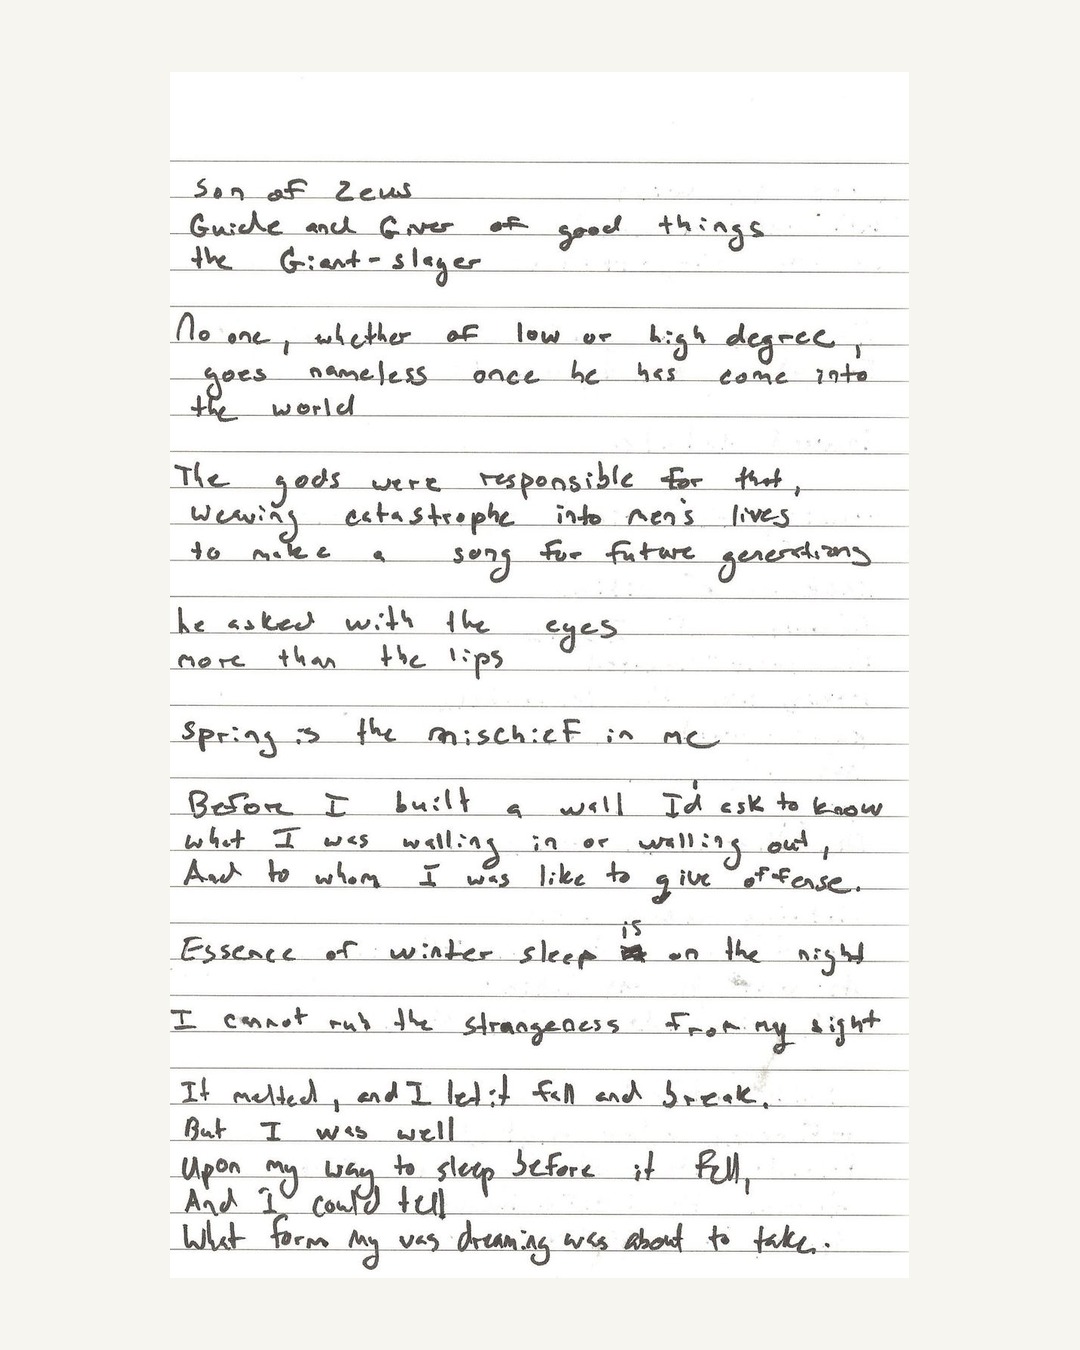 Son of Zeus
Guide and Giver of good things
the Giant-slayer
No one, whether of low or high degree,
goes nameless once he has come into
the world
The gods were responsible for that,
weaving catastrophe into men's lives
to make a song for future generations
he asked with the eyes
more than the lips
Spring is the mischief in me
Before I built a wall I'd ask to know
what I was walling in or walling out,
And to whom I was like to give offense.
Essence of winter sleep is on the night
I cannot rub the strangeness from my sight
It melted, and I let it fall and break.
But I was well
Upon my way to sleep before it fell,
And I could tell
What form my was dreaming was about to take.